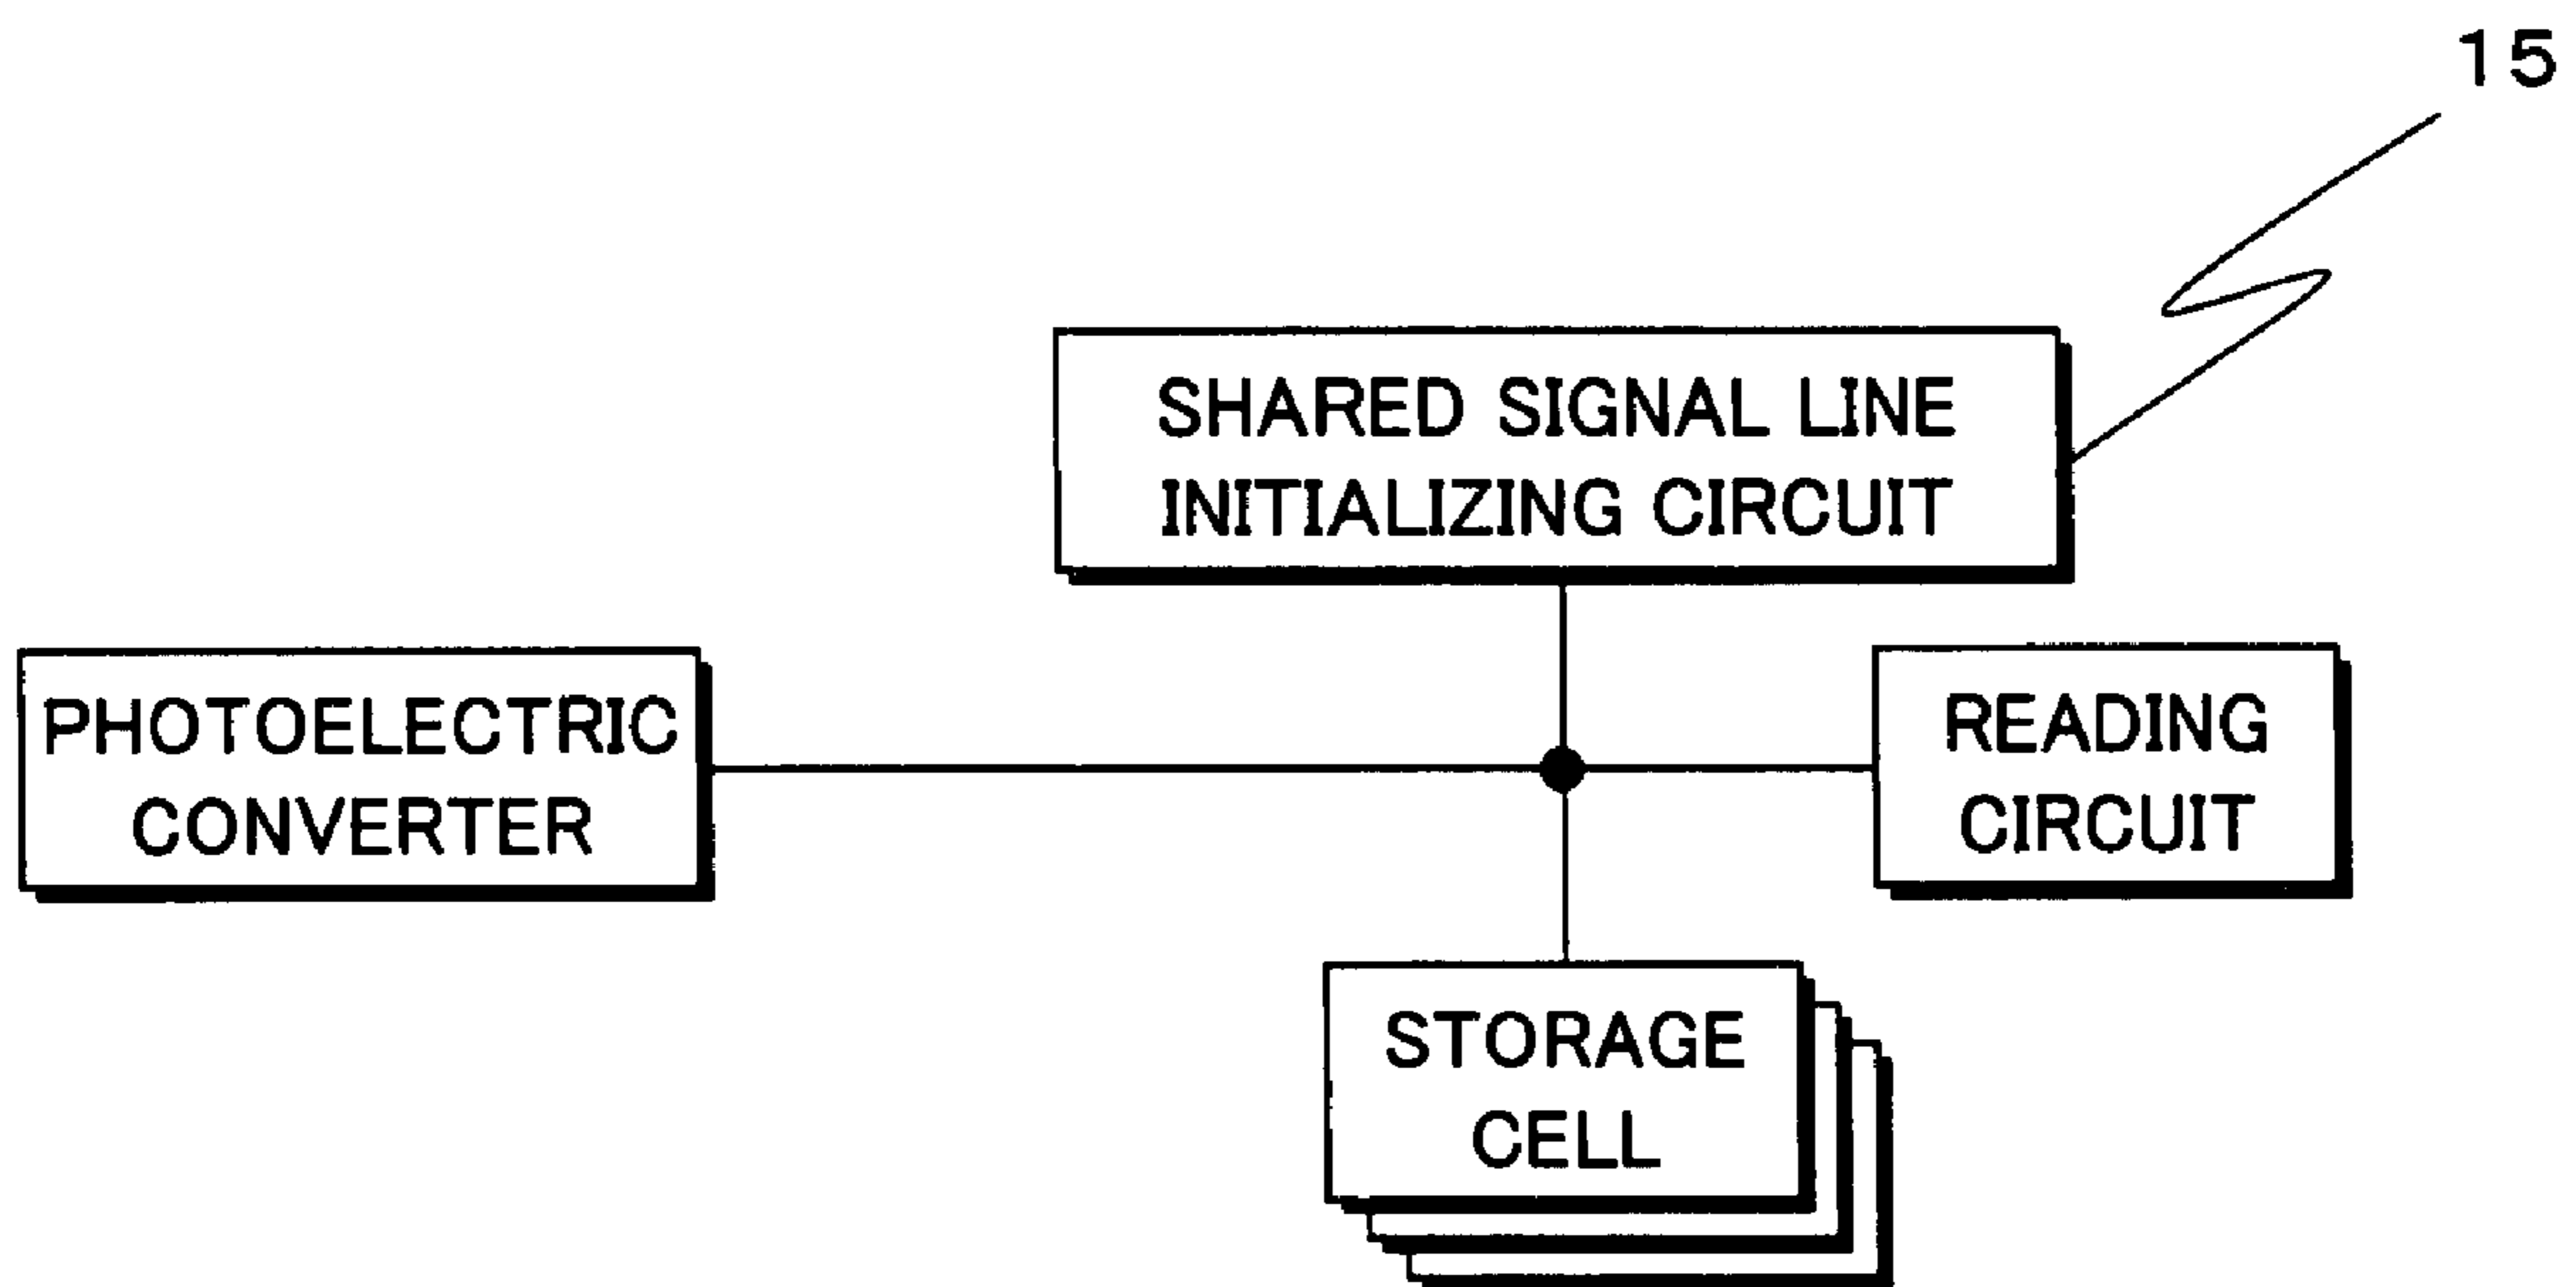 15
SHARED SIGNAL LINE
INITIALIZING CIRCUIT
PHOTOELECTRIC
CONVERTER
READING
CIRCUIT
STORAGE
CELL